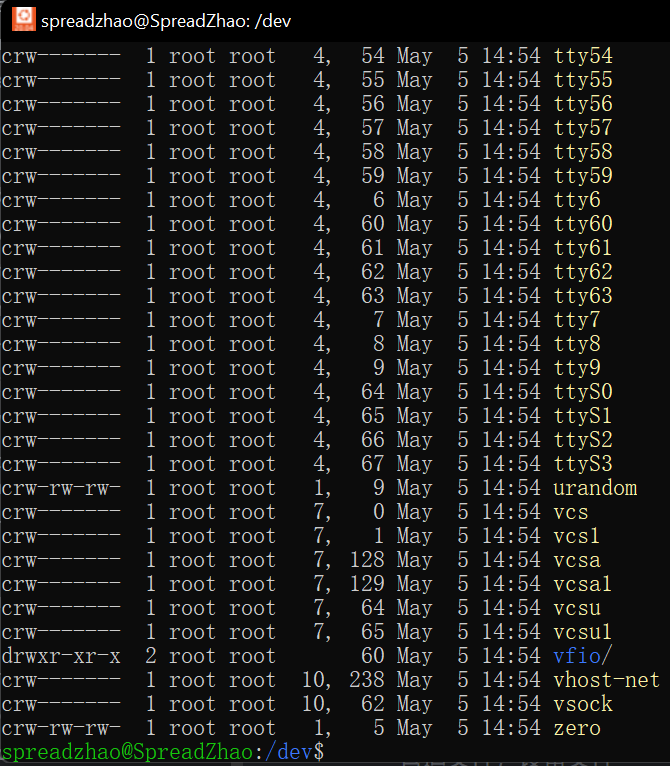 spreadzhao@SpreadZhao: /dev
crw------- 1 root root 4, 54 May 5 14:54 tty54
crw------- 1 root root 4, 55 May 5 14:54 tty55
crw------- 1 root root 4, 56 May 5 14:54 tty56
crw------- 1 root root 4, 57 May 5 14:54 tty57
crw------- 1 root root 4, 58 May 5 14:54 tty58
crw------- 1 root root 4, 59 May 5 14:54 tty59
crw------- 1 root root 4, 6 May 5 14:54 tty6
crw------- 1 root root 4, 60 May 5 14:54 tty60
crw------- 1 root root 4, 61 May 5 14:54 tty61
crw------- 1 root root 4, 62 May 5 14:54 tty62
crw------- 1 root root 4, 63 May 5 14:54 tty63
crw------- 1 root root 4, 7 May 5 14:54 tty7
crw------- 1 root root 4, 8 May 5 14:54 tty8
crw------- 1 root root 4, 9 May 5 14:54 tty9
crw------- 1 root root 4, 64 May 5 14:54 ttyS0
crw------- 1 root root 4, 65 May 5 14:54 ttyS1
crw------- 1 root root 4, 66 May 5 14:54 ttyS2
crw------- 1 root root 4, 67 May 5 14:54 ttyS3
crw-rw-rw- 1 root root 1, 9 May 5 14:54 urandom
crw------- 1 root root 7, 0 May 5 14:54 vcs
crw------- 1 root root 7, 1 May 5 14:54 vcs1
crw------- 1 root root 7, 128 May 5 14:54 vcsa
crw------- 1 root root 7, 129 May 5 14:54 vcsa1
crw------- 1 root root 7, 64 May 5 14:54 vcsu
crw------- 1 root root 7, 65 May 5 14:54 vcsu1
drwxr-xr-x 2 root root 60 May 5 14:54 vfio/
crw------- 1 root root 10, 238 May 5 14:54 vhost-net
crw------- 1 root root 10, 62 May 5 14:54 vsock
crw-rw-rw- 1 root root 1, 5 May 5 14:54 zero
spreadzhao@SpreadZhao:/dev$